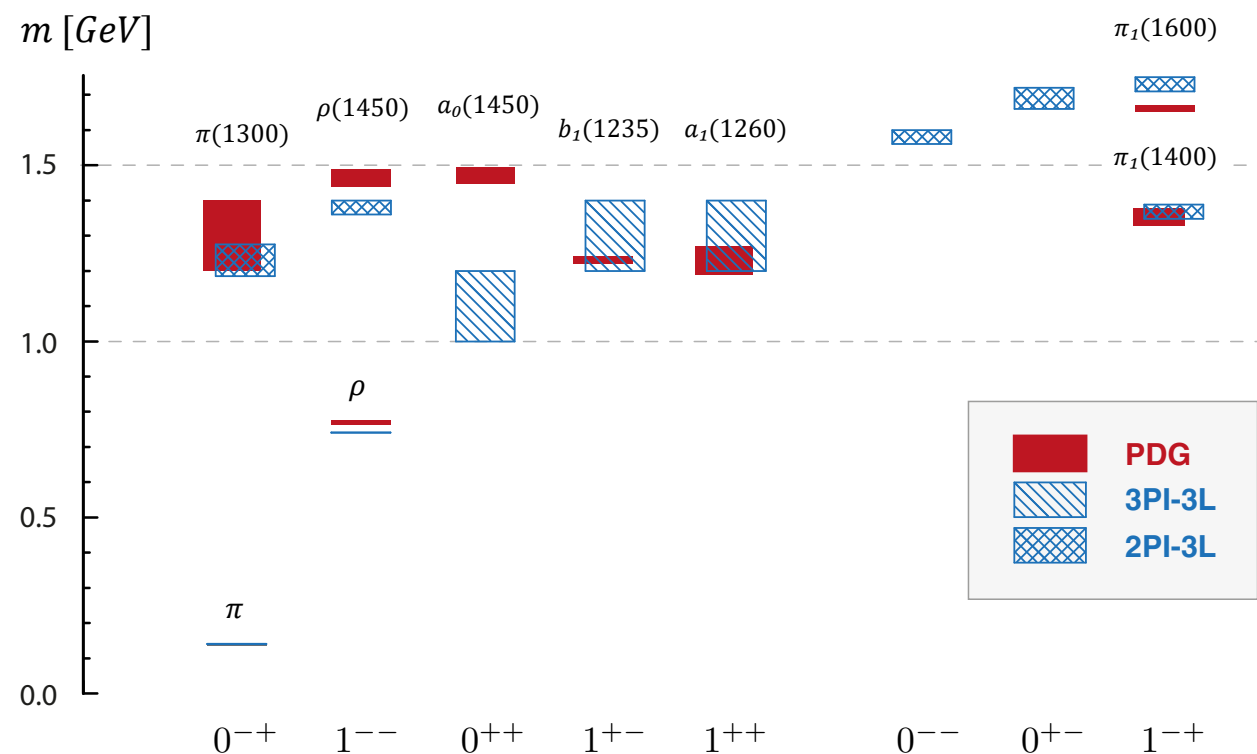 m [GeV]
π₁(1600)
ρ(1450)
a₀(1450)
π(1300)
b₁(1235)
a₁(1260)
1.5
π₁(1400)
1.0
ρ
PDG
3PI-3L
0.5
2PI-3L
π
0.0
0⁻⁺ 1⁻⁻ 0⁺⁺ 1⁺⁻ 1⁺⁺ 0⁻⁻ 0⁺⁻ 1⁻⁺